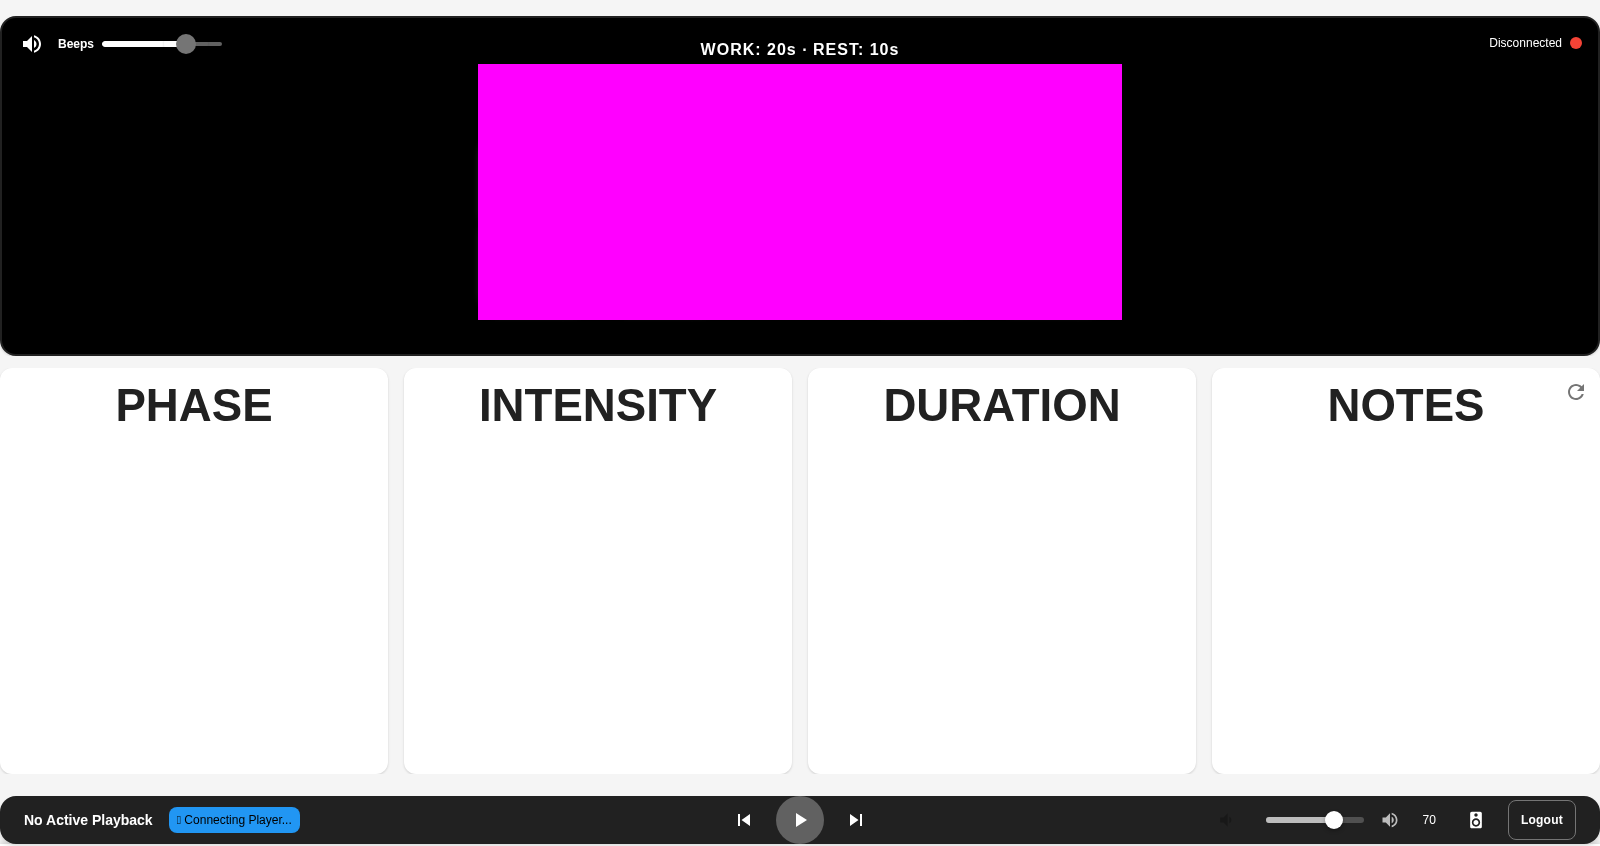 Beeps
WORK: 20s · REST: 10s
Disconnected
PHASE
INTENSITY
DURATION
NOTES
No Active Playback
Connecting Player...
70
Logout